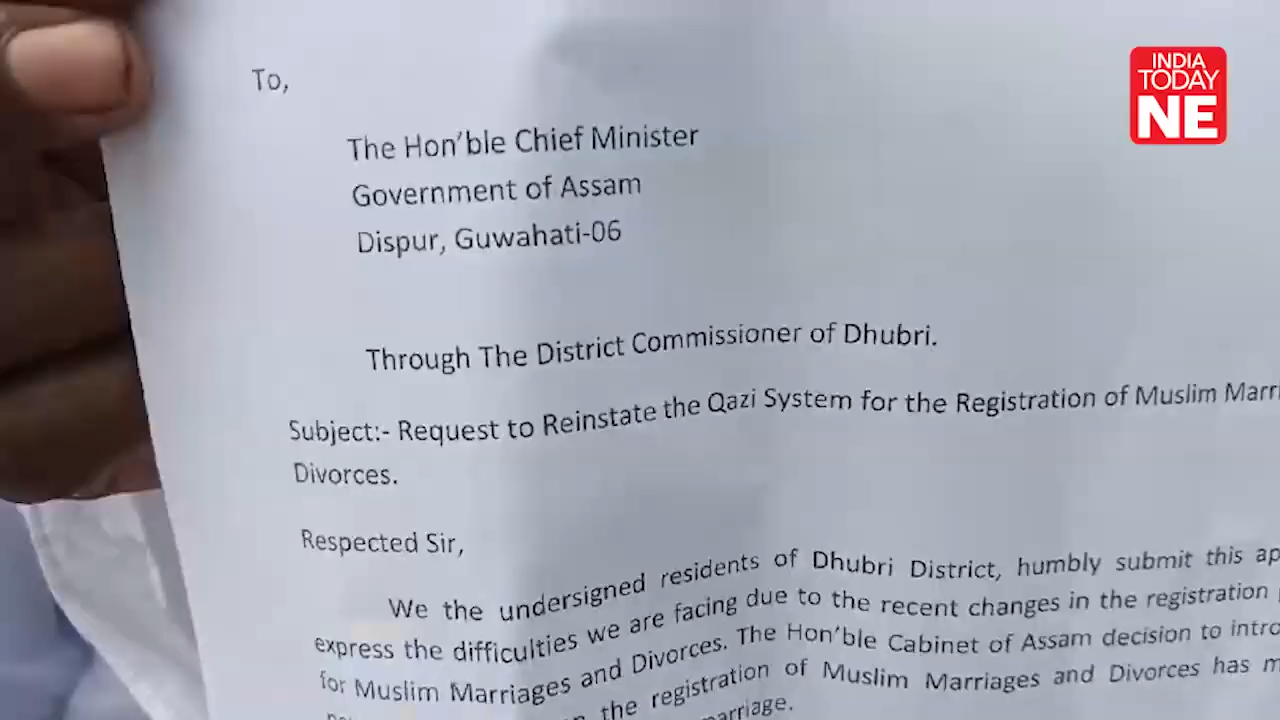 INDIA
TODAY
NE
To,
The Hon'ble Chief Minister
Government of Assam
Dispur, Guwahati-06
Through The District Commissioner of Dhubri.
Subject:- Request to Reinstate the Qazi System for the Registration of Muslim
Divorces.
Respected Sir,
We the undersigned residents of Dhubri District, humbly submit this
express the difficulties we are facing due to the recent changes in the registration
for Muslim Marriages and Divorces. The Hon'ble Cabinet of Assam decision to
the registration of Muslim Marriages and Divorces has